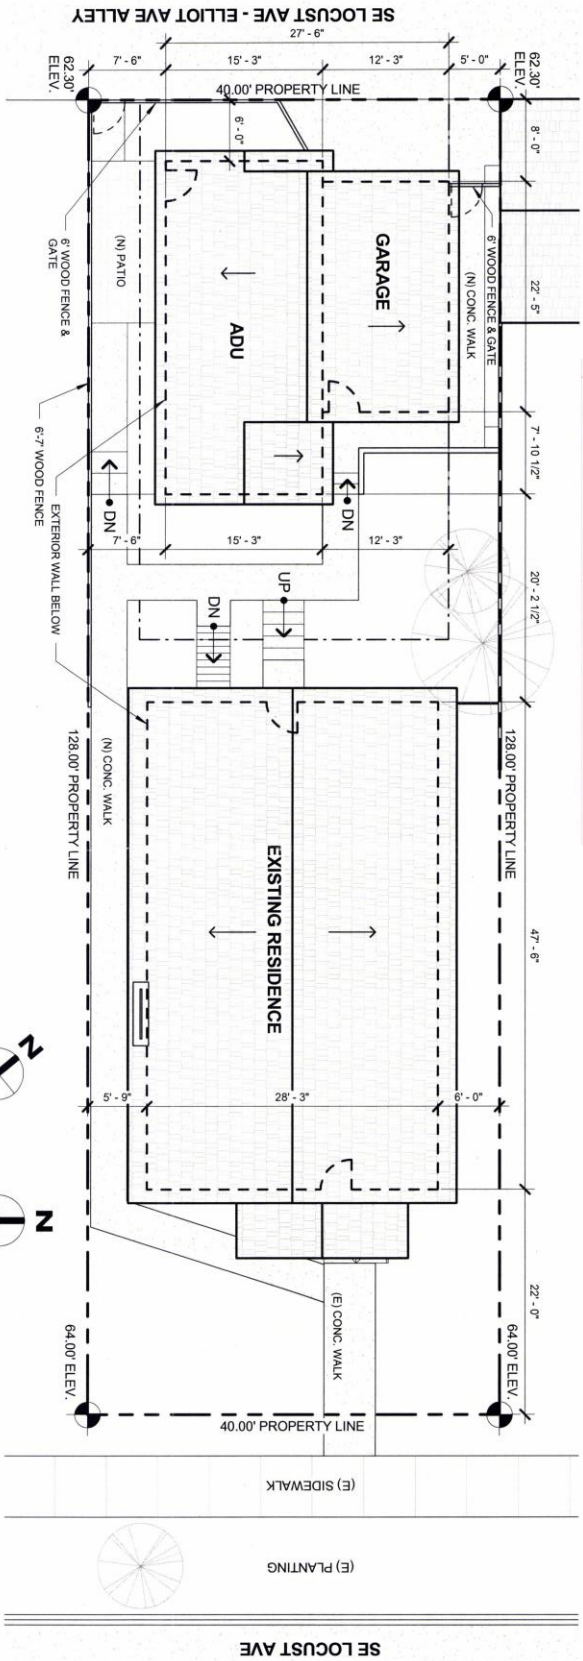 SE LOCUST AVE - ELLIOT AVE ALLEY
27' - 6"
7' - 6"
15' - 3"
12' - 3"
5' - 0"
62.30'
ELEV.
62.30'
ELEV.
40.00' PROPERTY LINE
6' - 0"
8' - 0"
6' WOOD FENCE &
GATE
(N) PATIO
ADU
GARAGE
6' WOOD FENCE & GATE
(N) CONC. WALK
22' - 5"
6'-7' WOOD FENCE
EXTERIOR WALL BELOW
DN
DN
7' - 10 1/2"
7' - 6"
15' - 3"
12' - 3"
20' - 2 1/2"
DN
UP
128.00' PROPERTY LINE
(N) CONC. WALK
128.00' PROPERTY LINE
EXISTING RESIDENCE
47' - 6"
N
N
5' - 9"
28' - 3"
6' - 0"
22' - 0"
(E) CONC. WALK
64.00' ELEV.
64.00' ELEV.
40.00' PROPERTY LINE
(E) SIDEWALK
(E) PLANTING
SE LOCUST AVE